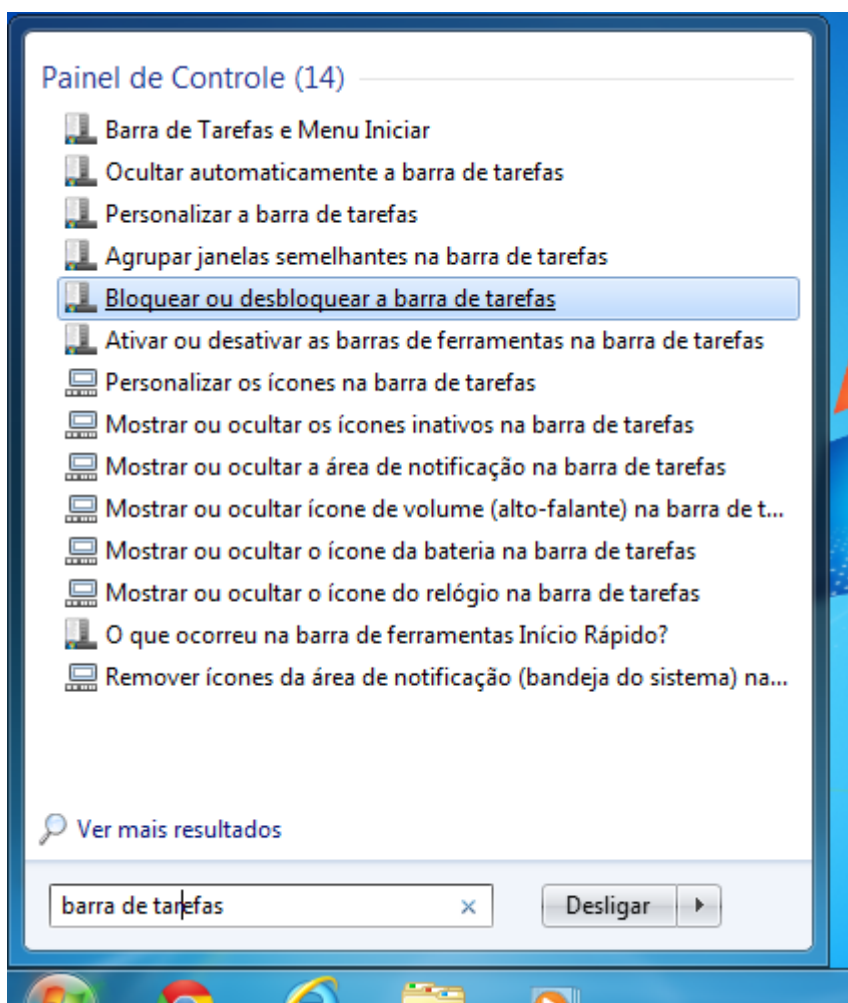 Painel de Controle (14)
Barra de Tarefas e Menu Iniciar
Ocultar automaticamente a barra de tarefas
Personalizar a barra de tarefas
Agrupar janelas semelhantes na barra de tarefas
Bloquear ou desbloquear a barra de tarefas
Ativar ou desativar as barras de ferramentas na barra de tarefas
Personalizar os ícones na barra de tarefas
Mostrar ou ocultar os ícones inativos na barra de tarefas
Mostrar ou ocultar a área de notificação na barra de tarefas
Mostrar ou ocultar ícone de volume (alto-falante) na barra de t...
Mostrar ou ocultar o ícone da bateria na barra de tarefas
Mostrar ou ocultar o ícone do relógio na barra de tarefas
O que ocorreu na barra de ferramentas Início Rápido?
Remover ícones da área de notificação (bandeja do sistema) na...
Ver mais resultados
barra de tarefas
Desligar